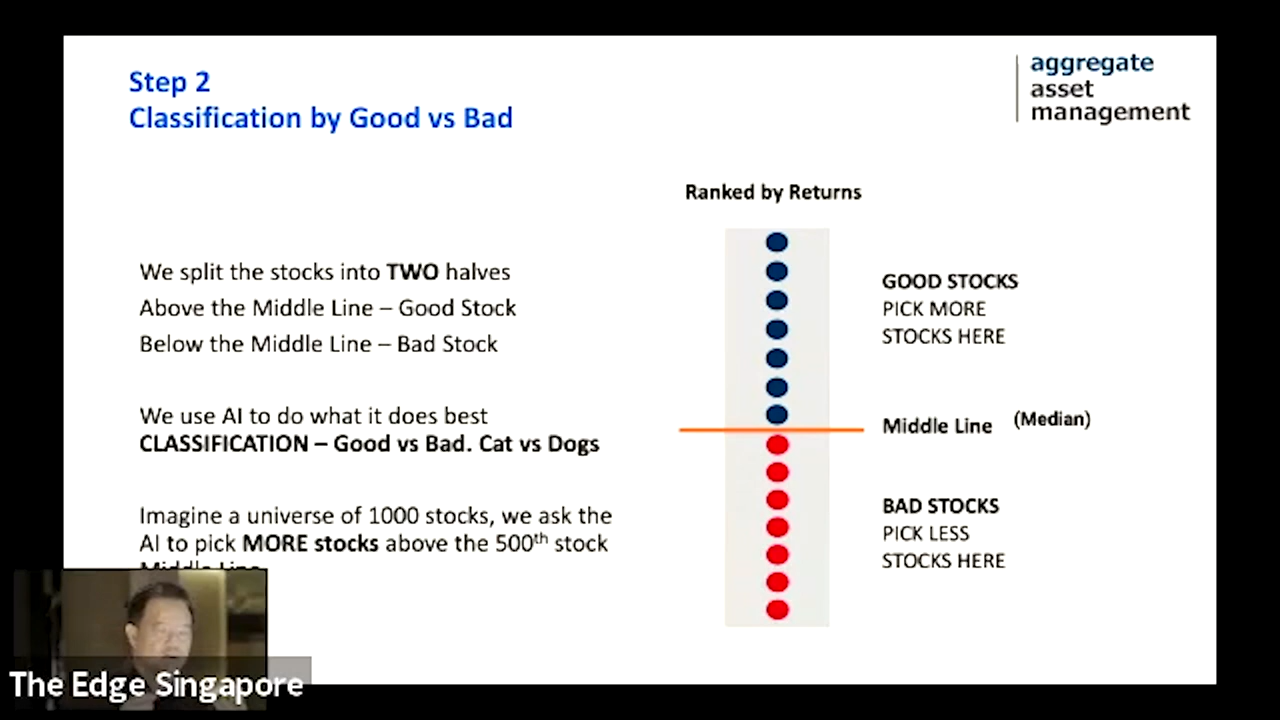 Step 2
Classification by Good vs Bad
aggregate
asset
management
Ranked by Returns
We split the stocks into TWO halves
Above the Middle Line – Good Stock
Below the Middle Line – Bad Stock
We use AI to do what it does best
CLASSIFICATION – Good vs Bad. Cat vs Dogs
Imagine a universe of 1000 stocks, we ask the
AI to pick MORE stocks above the 500th stock
Middle Line
GOOD STOCKS
PICK MORE
STOCKS HERE
Middle Line (Median)
BAD STOCKS
PICK LESS
STOCKS HERE
The Edge Singapore